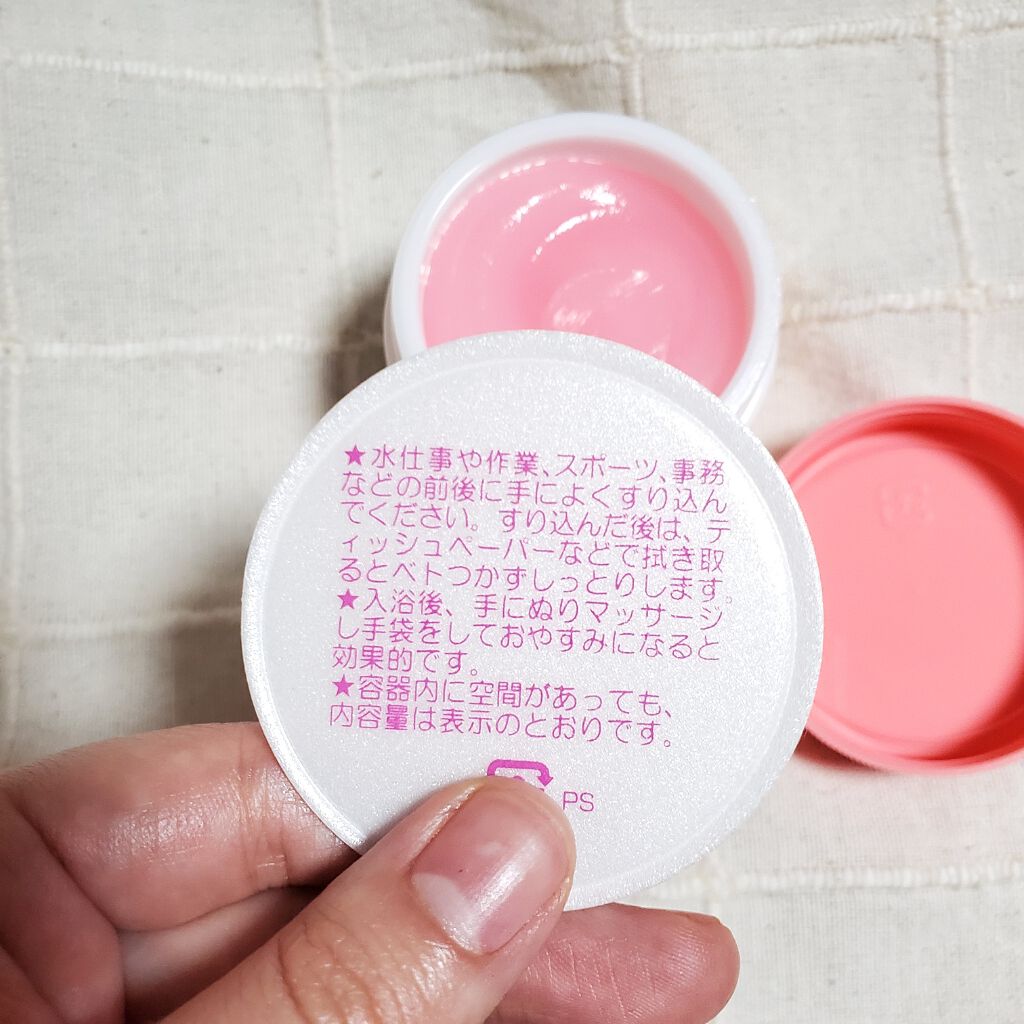 ★水仕事や作業、スポーツ、事務
などの前後に手によくすり込ん
でください。すり込んだ後は、テ
ィッシュペーパーなどで拭き取
るとベトつかずしっとりします。
★入浴後、手にぬりマッサージ
し手袋をしておやすみになると
効果的です。
★容器内に空間があっても、
内容量は表示のとおりです。
PS